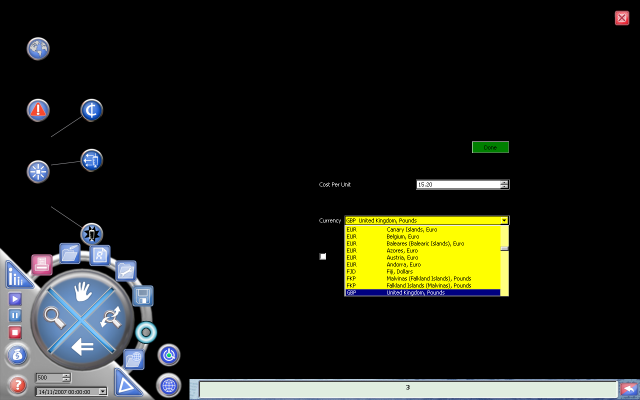 Done
Cost Per Unit 15.20
Currency GBP United Kingdom, Pounds
EUR Canary Islands, Euro
EUR Belgium, Euro
EUR Baleares (Balearic Islands), Euro
EUR Azores, Euro
EUR Austria, Euro
EUR Andorra, Euro
FJD Fiji, Dollars
FKP Malvinas (Falkland Islands), Pounds
FKP Falkland Islands (Malvinas), Pounds
GBP United Kingdom, Pounds
500
14/11/2007 00:00:00
3